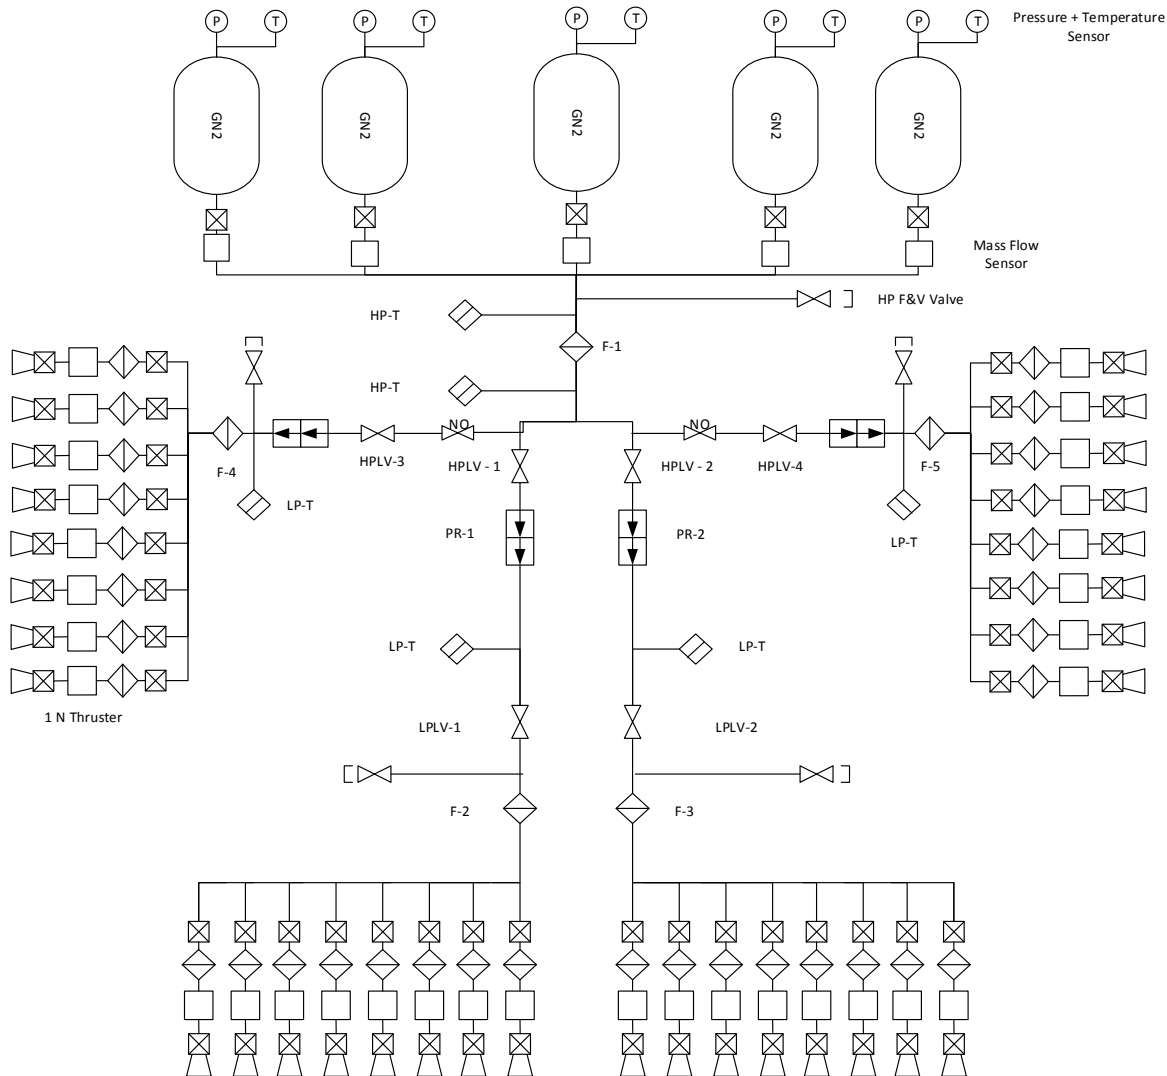 P
T
P
T
P
T
P
T
P
T
Pressure + Temperature
Sensor
GN2
GN2
GN2
GN2
GN2
Mass Flow
Sensor
HP F&V Valve
HP-T
F-1
HP-T
NO
NO
F-4
HPLV-3
HPLV - 1
HPLV - 2
HPLV-4
F-5
LP-T
PR-1
PR-2
LP-T
LP-T
LP-T
1 N Thruster
LPLV-1
LPLV-2
F-2
F-3